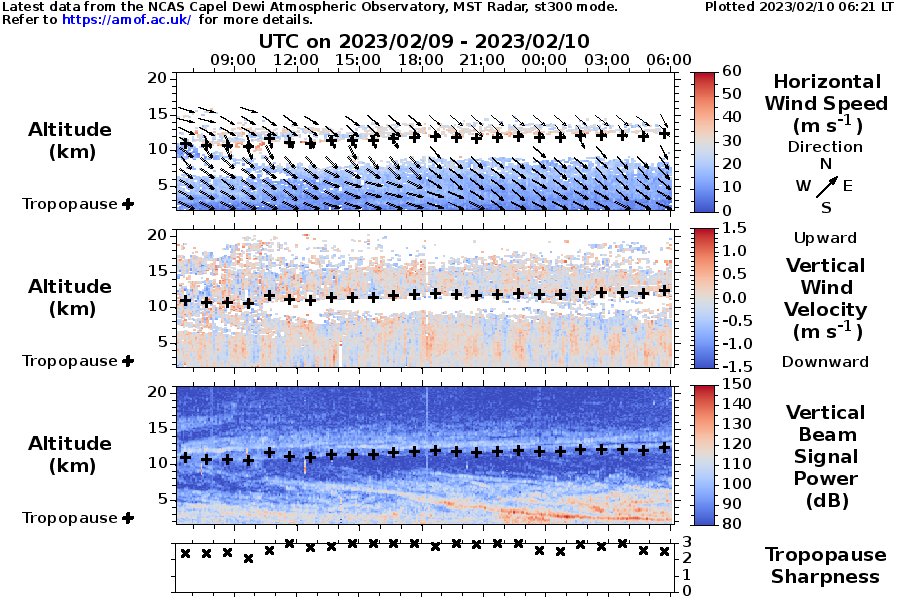 Latest data from the NCAS Capel Dewi Atmospheric Observatory, MST Radar, st300 mode.
Plotted 2023/02/10 06:21 LT
Refer to https://amof.ac.uk/ for more details.
UTC on 2023/02/09 - 2023/02/10
09:00 12:00 15:00 18:00 21:00 00:00 03:00 06:00
20
15
10
5
Altitude
(km)
Tropopause
60
50
40
30
20
10
0
Horizontal
Wind Speed
(m s-1)
Direction
N
W E
S
20
15
10
5
Altitude
(km)
Tropopause
1.5
1.0
0.5
0.0
-0.5
-1.0
-1.5
Upward
Vertical
Wind
Velocity
(m s-1)
Downward
20
15
10
5
Altitude
(km)
Tropopause
150
140
130
120
110
100
90
80
Vertical
Beam
Signal
Power
(dB)
3
2
1
0
Tropopause
Sharpness